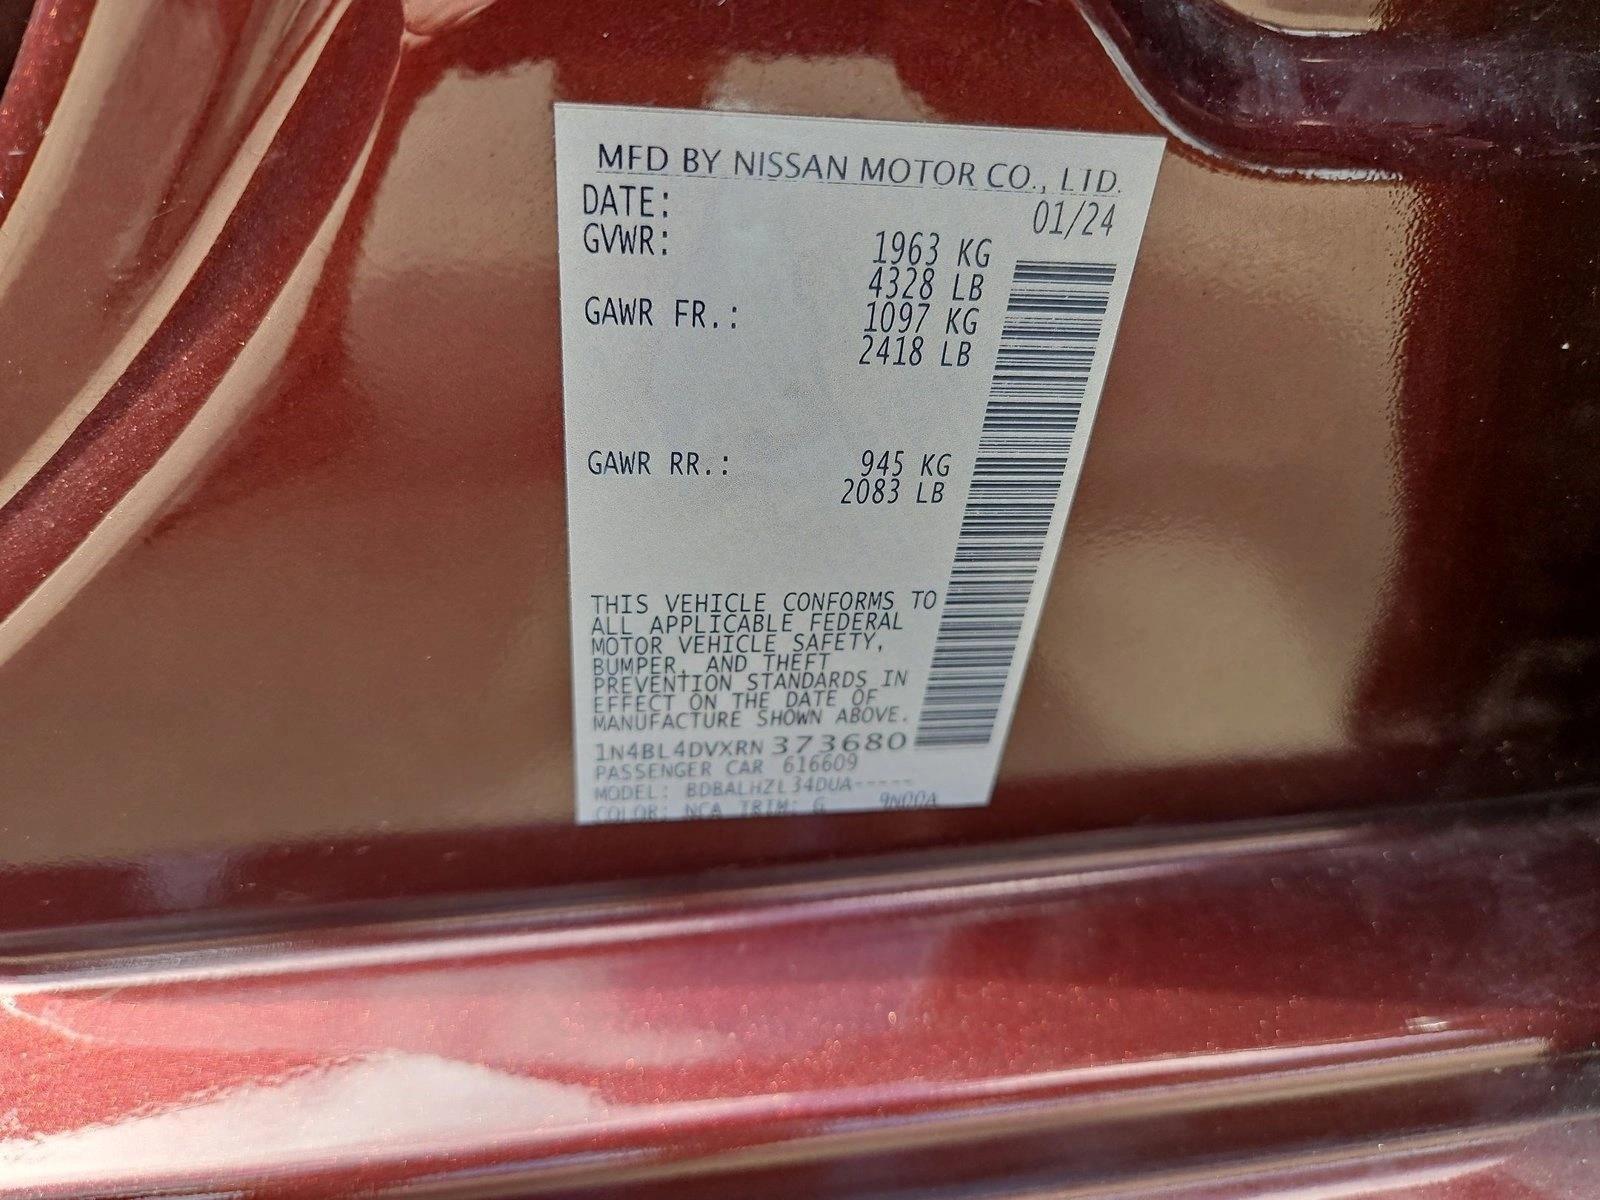 MFD BY NISSAN MOTOR CO., LTD.
DATE: 01/24
GVWR: 1963 KG
4328 LB
GAWR FR.: 1097 KG
2418 LB
GAWR RR.: 945 KG
2083 LB
THIS VEHICLE CONFORMS TO
ALL APPLICABLE FEDERAL
MOTOR VEHICLE SAFETY,
BUMPER, AND THEFT
PREVENTION STANDARDS IN
EFFECT ON THE DATE OF
MANUFACTURE SHOWN ABOVE.
1N4BL4DVXRN373680
PASSENGER CAR 616609
MODEL: BDBALHZL34DUA-----
COLOR: NCA TRIM: G 9N00A